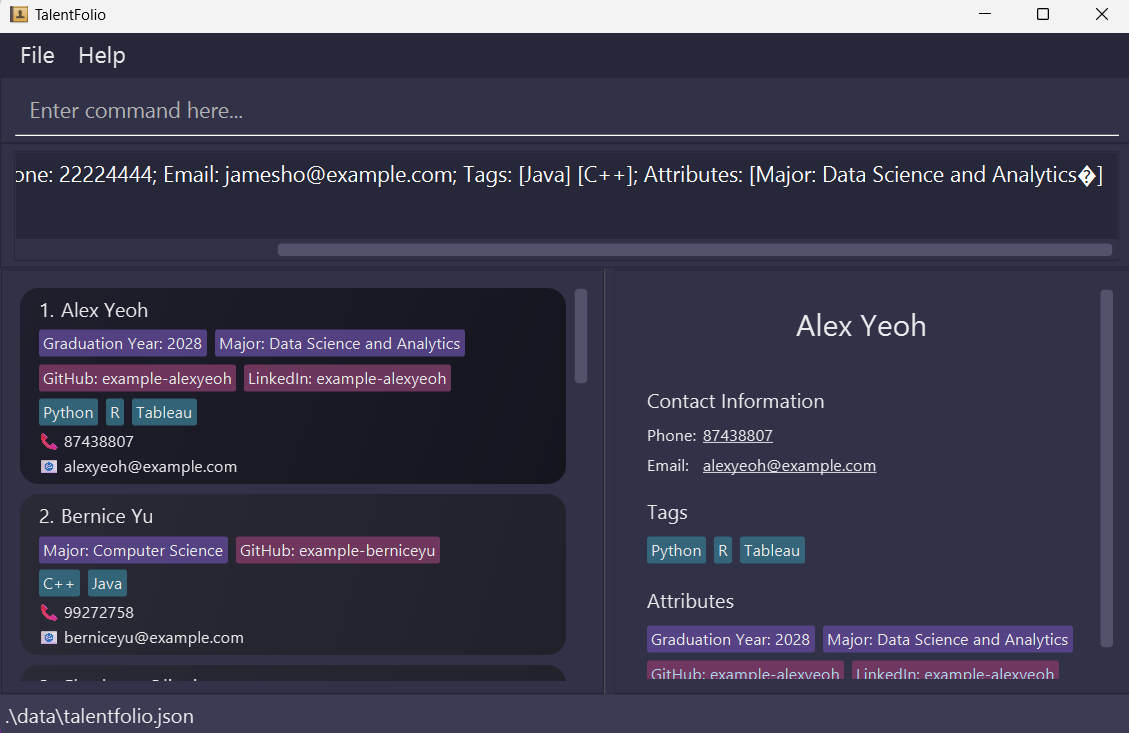 TalentFolio
File Help
Enter command here...
one: 22224444; Email: jamesho@example.com; Tags: [Java] [C++]; Attributes: [Major: Data Science and Analytics�]
1. Alex Yeoh
Graduation Year: 2028 Major: Data Science and Analytics
GitHub: example-alexyeoh LinkedIn: example-alexyeoh
Python R Tableau
87438807
alexyeoh@example.com
2. Bernice Yu
Major: Computer Science GitHub: example-berniceyu
C++ Java
99272758
berniceyu@example.com
Alex Yeoh
Contact Information
Phone: 87438807
Email: alexyeoh@example.com
Tags
Python R Tableau
Attributes
Graduation Year: 2028 Major: Data Science and Analytics
GitHub: example-alexyeoh LinkedIn: example-alexyeoh
.\data\talentfolio.json